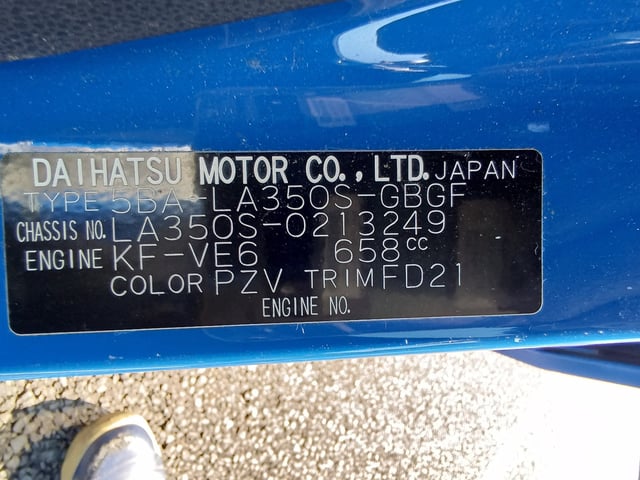 DAIHATSU MOTOR CO.,LTD. JAPAN
TYPE 5BA-LA350S-GBGF
CHASSIS NO. LA350S-0213249
ENGINE KF-VE6 658cc
COLOR PZV TRIM FD21
ENGINE NO.